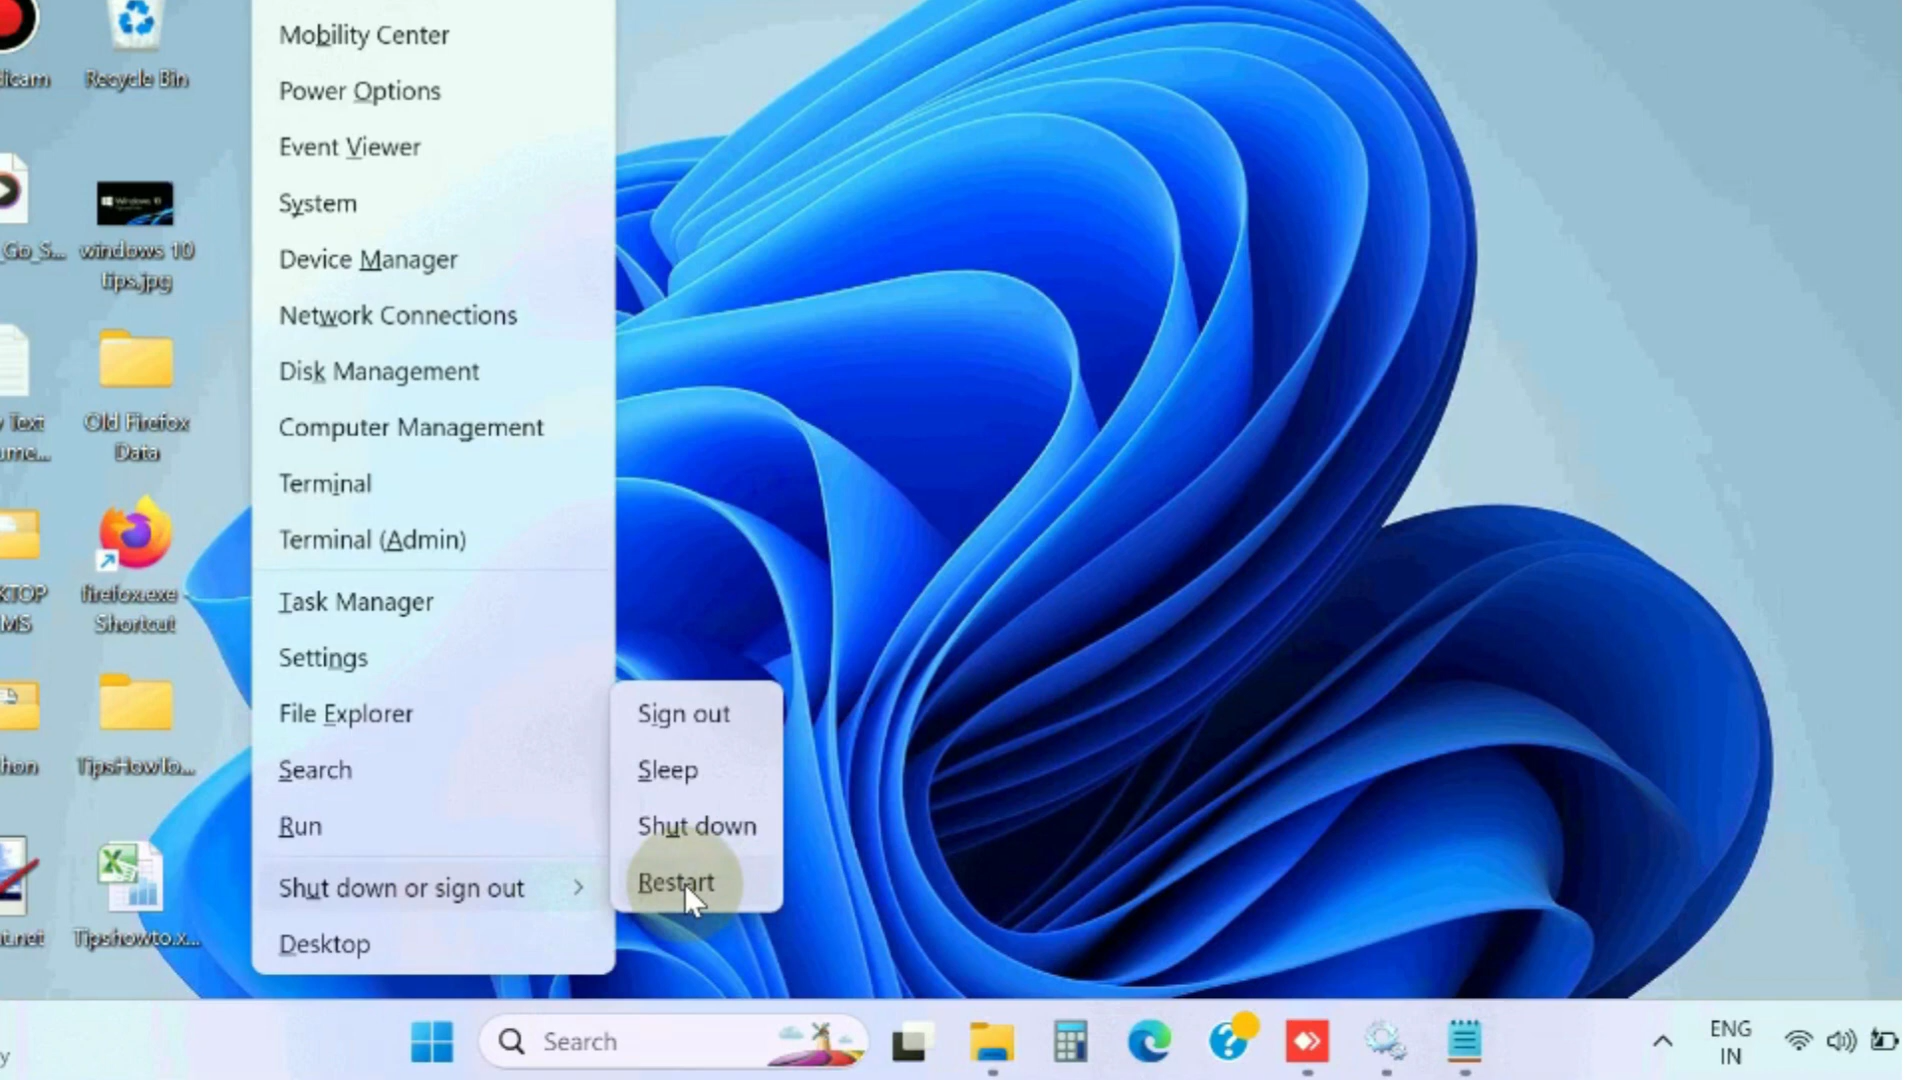 Recycle Bin
windows 10
tips.jpg
Old Firefox
Data
firefox.exe -
Shortcut
TipsHowTo...
Tipshowto.x...
Mobility Center
Power Options
Event Viewer
System
Device Manager
Network Connections
Disk Management
Computer Management
Terminal
Terminal (Admin)
Task Manager
Settings
File Explorer
Search
Run
Shut down or sign out
Desktop
Sign out
Sleep
Shut down
Restart
Search
ENG
IN